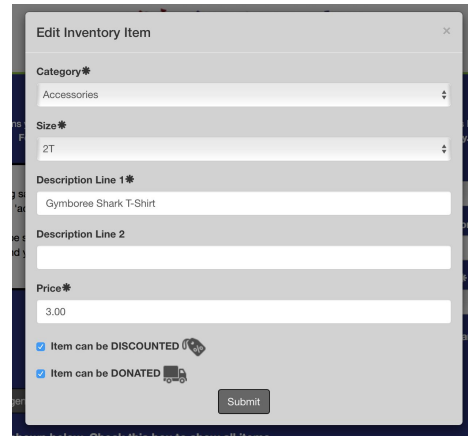 Edit Inventory Item ×
Category✱
Accessories
Size✱
2T
Description Line 1✱
Gymboree Shark T-Shirt
Description Line 2
Price✱
3.00
Item can be DISCOUNTED
Item can be DONATED
Submit